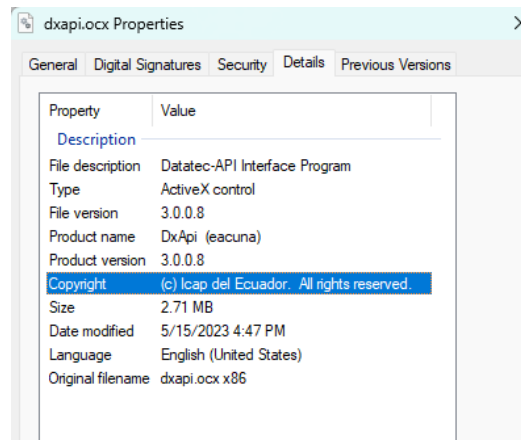 dxapi.ocx Properties
General Digital Signatures Security Details Previous Versions
Property Value
Description
File description Datatec-API Interface Program
Type ActiveX control
File version 3.0.0.8
Product name DxApi (eacuna)
Product version 3.0.0.8
Copyright (c) Icap del Ecuador. All rights reserved.
Size 2.71 MB
Date modified 5/15/2023 4:47 PM
Language English (United States)
Original filename dxapi.ocx x86